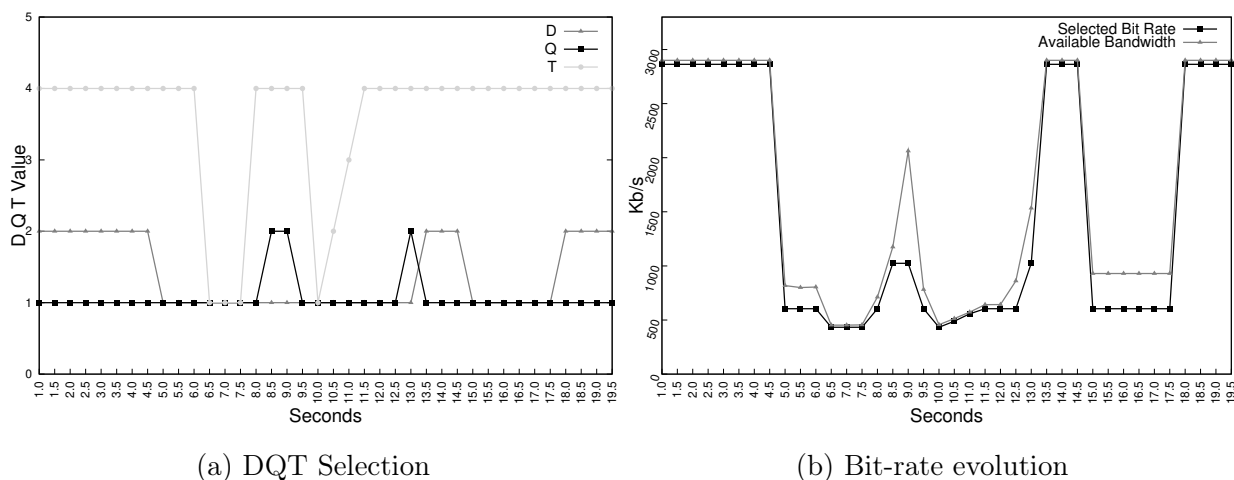 5
4
3
2
1
0
D Q T Value
D
Q
T
1.0 1.5 2.0 2.5 3.0 3.5 4.0 4.5 5.0 5.5 6.0 6.5 7.0 7.5 8.0 8.5 9.0 9.5 10.0 10.5 11.0 11.5 12.0 12.5 13.0 13.5 14.0 14.5 15.0 15.5 16.0 16.5 17.0 17.5 18.0 18.5 19.0 19.5
Seconds
(a) DQT Selection
Selected Bit Rate
Available Bandwidth
3000
2500
2000
1500
1000
500
0
Kb/s
1.0 1.5 2.0 2.5 3.0 3.5 4.0 4.5 5.0 5.5 6.0 6.5 7.0 7.5 8.0 8.5 9.0 9.5 10.0 10.5 11.0 11.5 12.0 12.5 13.0 13.5 14.0 14.5 15.0 15.5 16.0 16.5 17.0 17.5 18.0 18.5 19.0 19.5
Seconds
(b) Bit-rate evolution